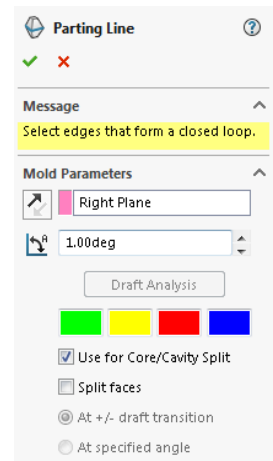 Parting Line
Message
Select edges that form a closed loop.
Mold Parameters
Right Plane
A
1.00deg
Draft Analysis
Use for Core/Cavity Split
Split faces
At +/- draft transition
At specified angle